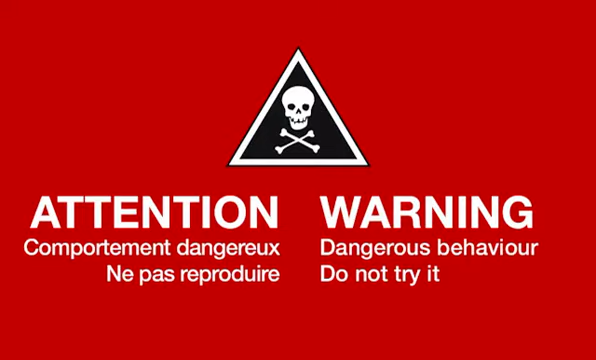 ATTENTION
Comportement dangereux
Ne pas reproduire
WARNING
Dangerous behaviour
Do not try it